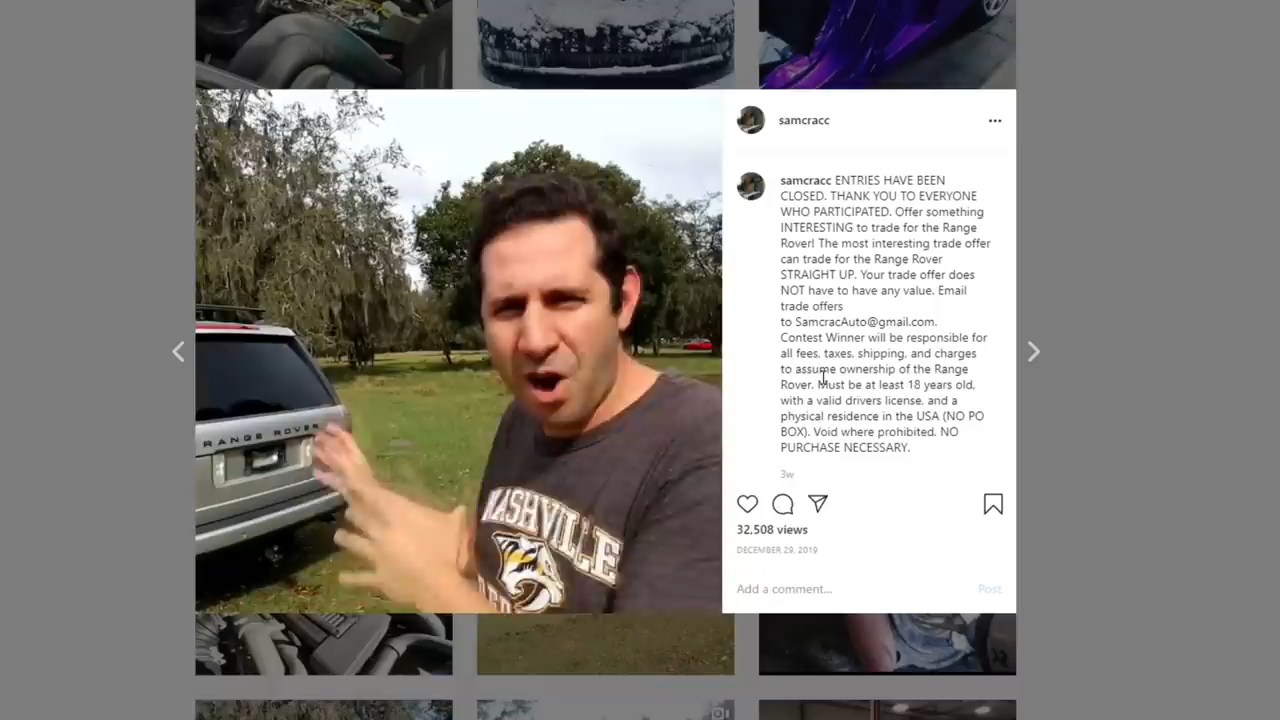 samcracc
samcracc ENTRIES HAVE BEEN
CLOSED. THANK YOU TO EVERYONE
WHO PARTICIPATED. Offer something
INTERESTING to trade for the Range
Rover! The most interesting trade offer
can trade for the Range Rover
STRAIGHT UP. Your trade offer does
NOT have to have any value. Email
trade offers
to SamcracAuto@gmail.com.
Contest Winner will be responsible for
all fees, taxes, shipping, and charges
to assume ownership of the Range
Rover. Must be at least 18 years old,
with a valid drivers license, and a
physical residence in the USA (NO PO
BOX). Void where prohibited. NO
PURCHASE NECESSARY.
3w
32,508 views
DECEMBER 29, 2019
Add a comment...
Post
RANGE ROVER
NASHVILLE